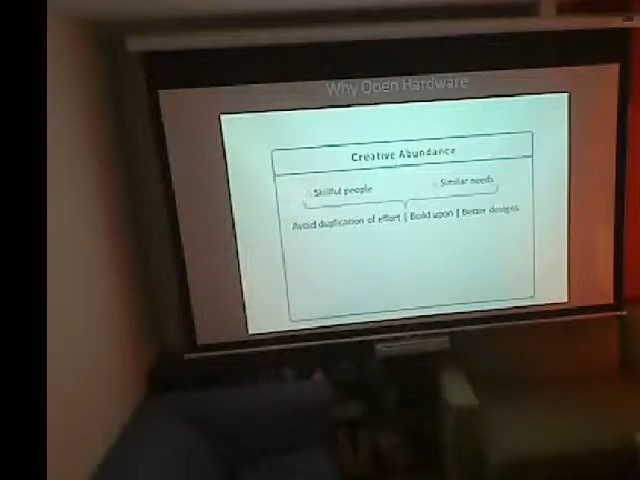 Why Open Hardware
Creative Abundance
Skillful people
Similar needs
Avoid duplication of effort | Build upon | Better designs